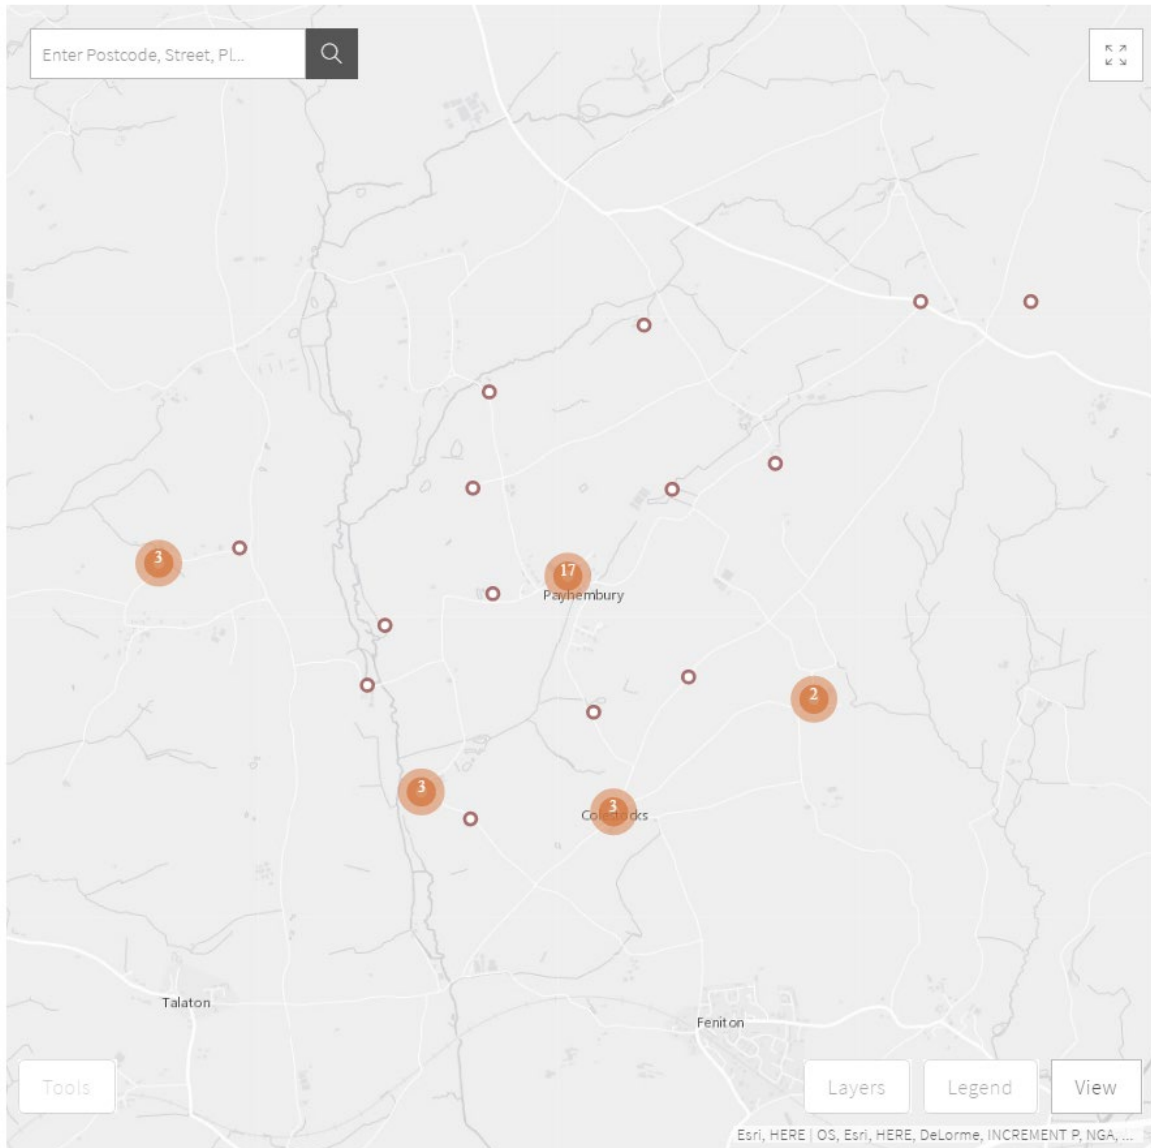 Enter Postcode, Street, Pl...
3
17
Payhembury
2
3
3
Colestocks
Talaton
Feniton
Tools
Layers
Legend
View
Esri, HERE | OS, Esri, HERE, DeLorme, INCREMENT P, NGA, ...